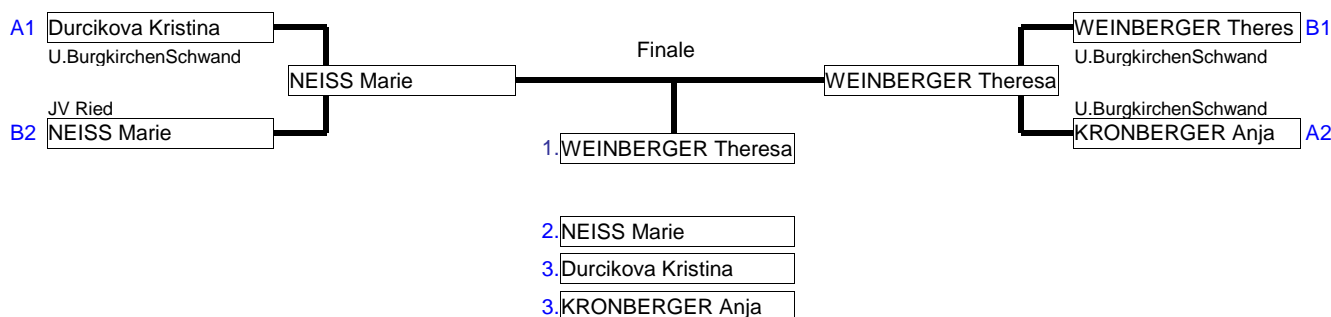 A1 Durcikova Kristina
U.BurgkirchenSchwand
NEISS Marie
JV Ried
B2 NEISS Marie
Finale
WEINBERGER Theres B1
U.BurgkirchenSchwand
WEINBERGER Theresa
U.BurgkirchenSchwand
KRONBERGER Anja A2
1. WEINBERGER Theresa
2. NEISS Marie
3. Durcikova Kristina
3. KRONBERGER Anja